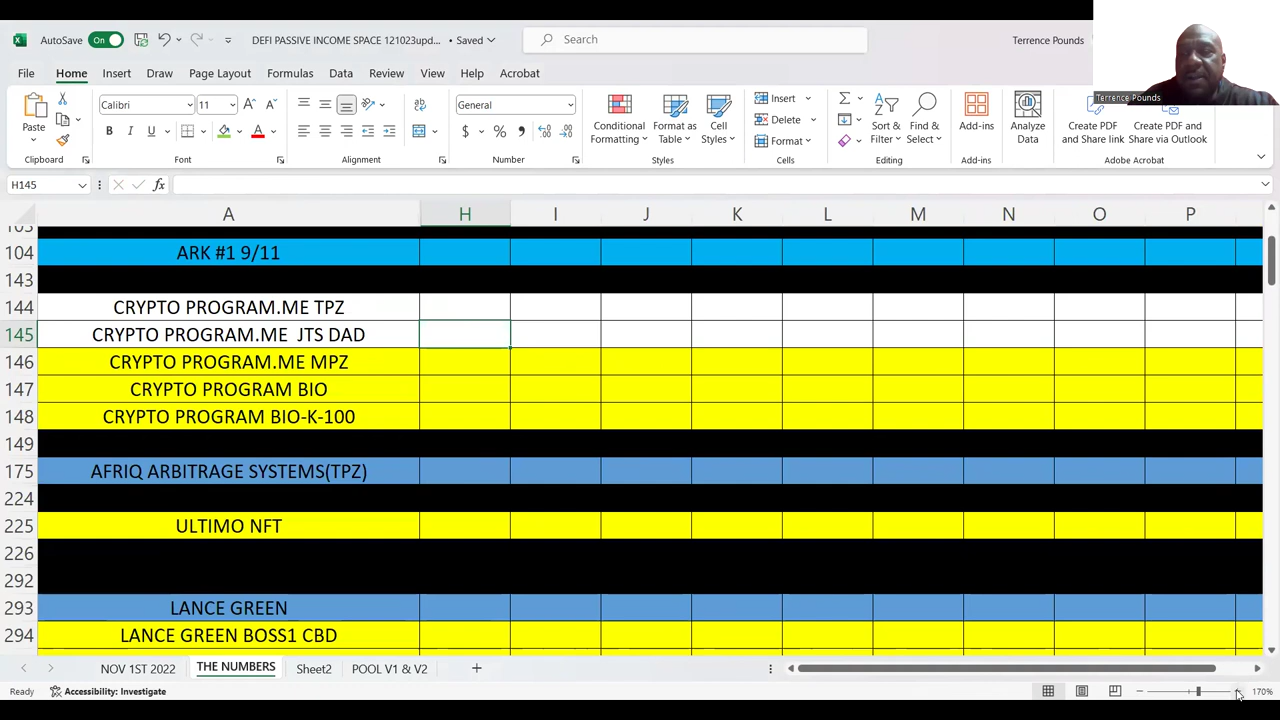 AutoSave On DEFI PASSIVE INCOME SPACE 121023upd... • Saved Search Terrence Pounds
File Home Insert Draw Page Layout Formulas Data Review View Help Acrobat
Terrence Pounds
Paste Calibri 11 General Conditional Formatting Format as Table Cell Styles Insert Delete Format Sort & Filter Find & Select Add-ins Analyze Data Create PDF and Share link Create PDF and Share via Outlook
Clipboard Font Alignment Number Styles Cells Editing Add-ins Adobe Acrobat
H145 fx
A H I J K L M N O P
103
104 ARK #1 9/11
143
144 CRYPTO PROGRAM.ME TPZ
145 CRYPTO PROGRAM.ME JTS DAD
146 CRYPTO PROGRAM.ME MPZ
147 CRYPTO PROGRAM BIO
148 CRYPTO PROGRAM BIO-K-100
149
175 AFRIQ ARBITRAGE SYSTEMS(TPZ)
224
225 ULTIMO NFT
226
292
293 LANCE GREEN
294 LANCE GREEN BOSS1 CBD
NOV 1ST 2022 THE NUMBERS Sheet2 POOL V1 & V2
Ready Accessibility: Investigate 170%